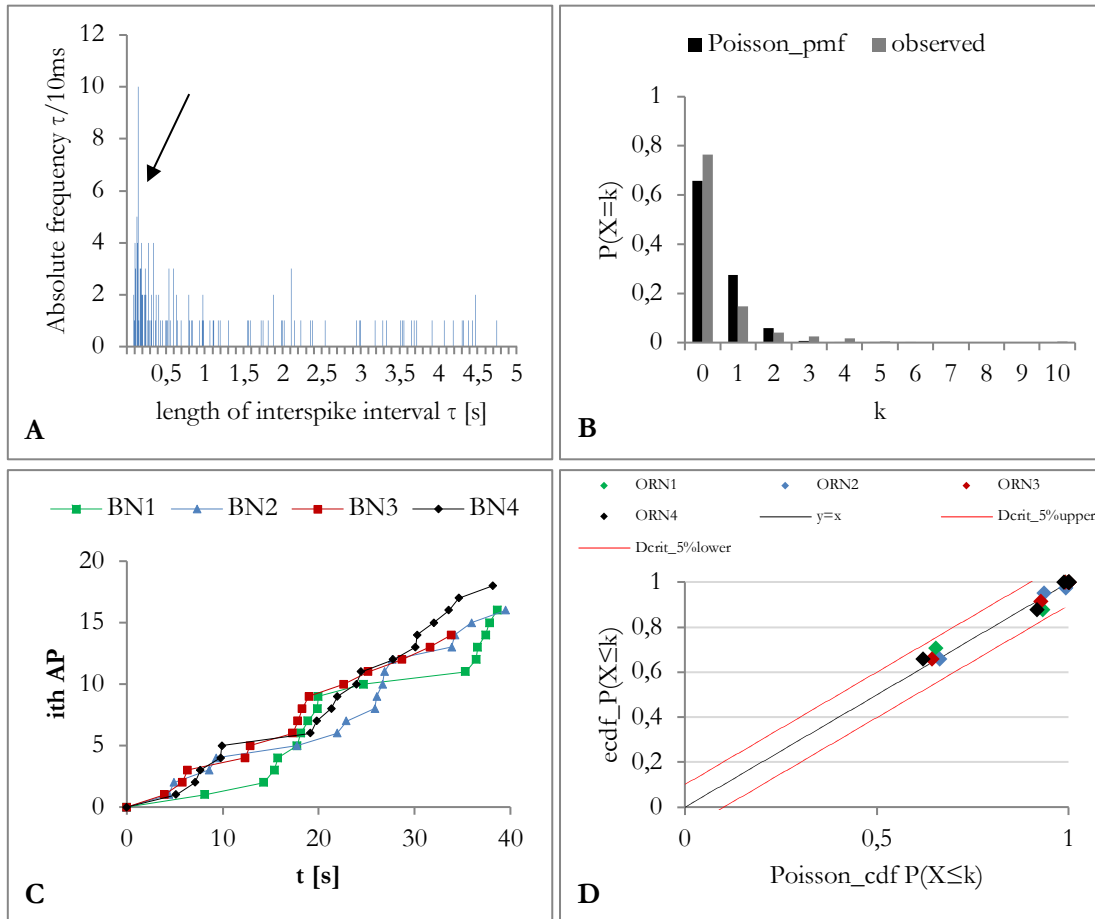 12
10
8
6
4
2
0
Absolute frequency τ/10ms
0,5 1 1,5 2 2,5 3 3,5 4 4,5 5
length of interspike interval τ [s]
A
Poisson_pmf observed
1
0,8
0,6
0,4
0,2
0
P(X=k)
0 1 2 3 4 5 6 7 8 9 10
k
B
BN1 BN2 BN3 BN4
20
15
10
5
0
ith AP
0 10 20 30 40
t [s]
C
ORN1 ORN2 ORN3
ORN4 y=x Dcrit_5%upper
Dcrit_5%lower
1
0,8
0,6
0,4
0,2
0
ecdf_P(X≤k)
0 0,5 1
Poisson_cdf P(X≤k)
D